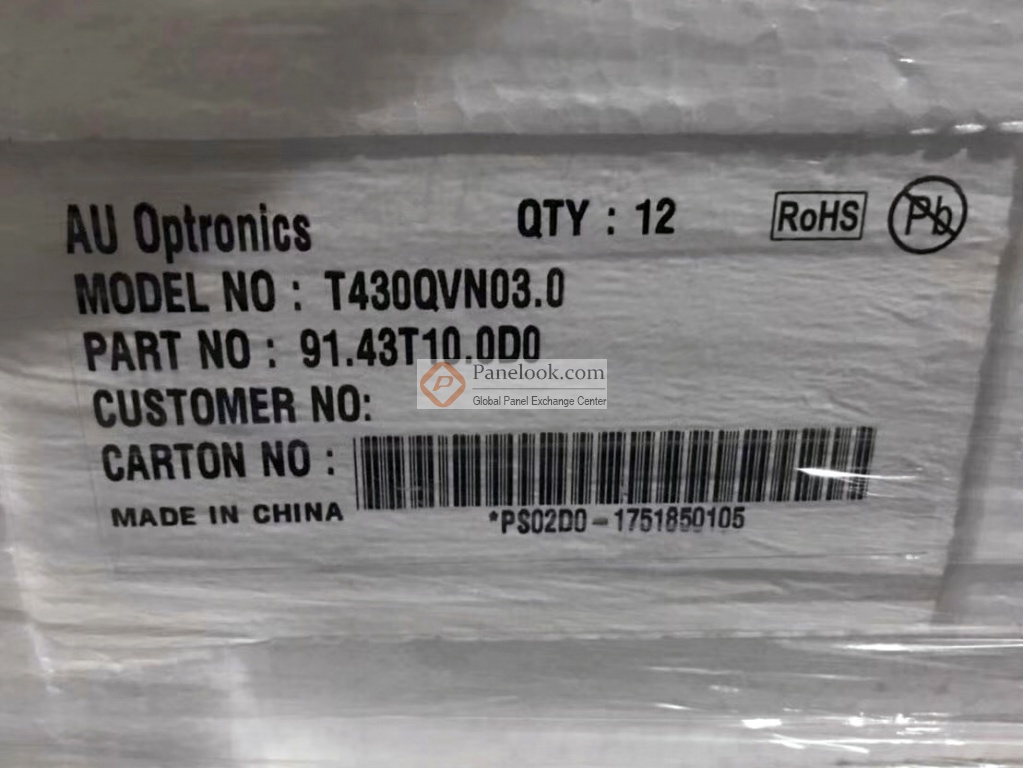 AU Optronics QTY : 12 RoHS Pb
MODEL NO : T430QVN03.0
PART NO : 91.43T10.0D0
Panelook.com
Global Panel Exchange Center
CUSTOMER NO:
CARTON NO :
MADE IN CHINA *PS02D0-1751850105